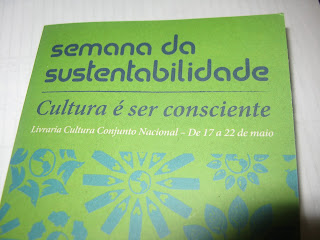 semana da
sustentabilidade
Cultura é ser consciente
Livraria Cultura Conjunto Nacional – De 17 a 22 de maio